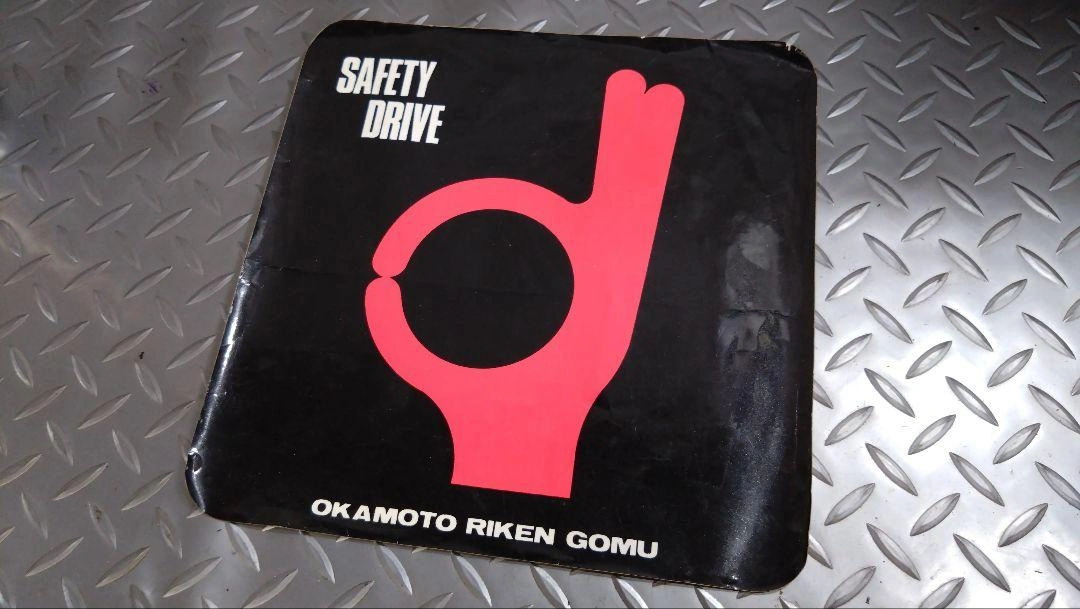 SAFETY
DRIVE
OKAMOTO RIKEN GOMU